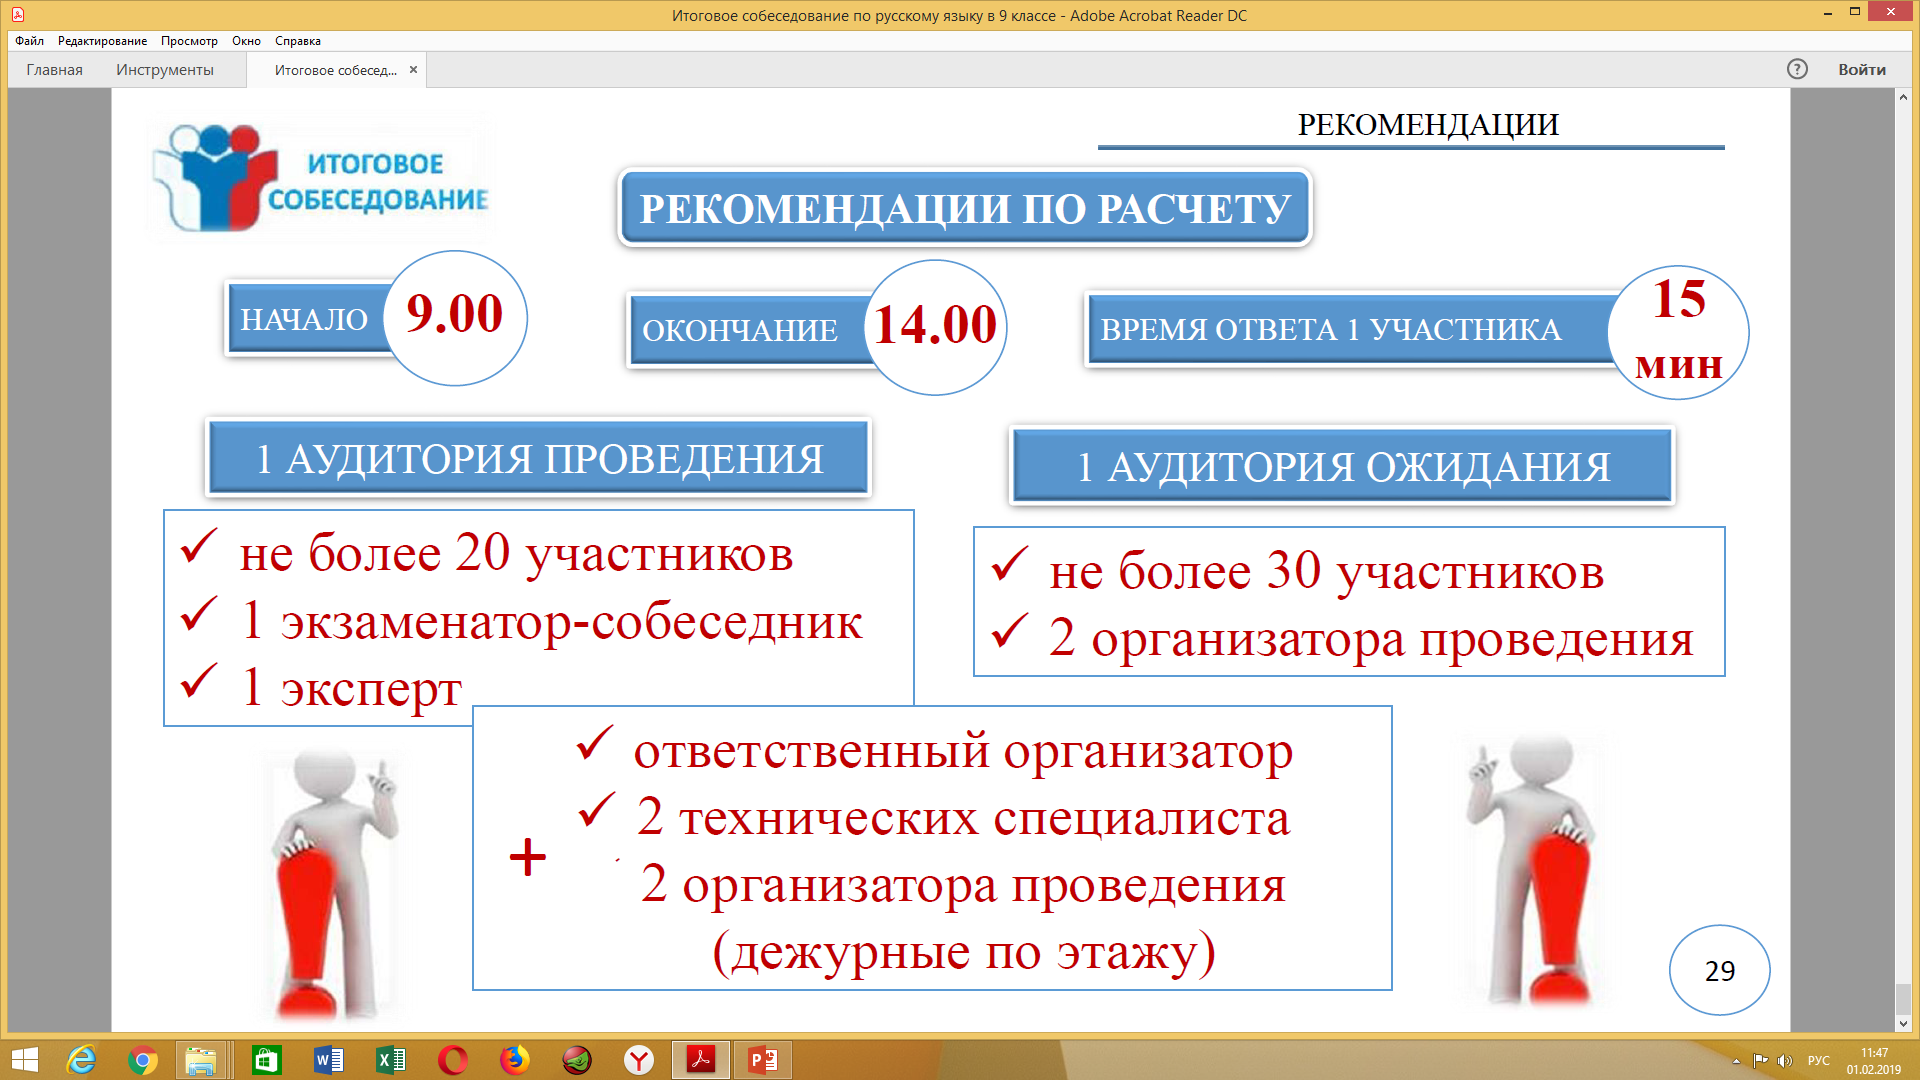 Итоговое собеседование по русскому языку в 9 классе - Adobe Acrobat Reader DC
Файл Редактирование Просмотр Окно Справка
Главная Инструменты Итоговое собесед... × ? Войти
РЕКОМЕНДАЦИИ
ИТОГОВОЕ
СОБЕСЕДОВАНИЕ
РЕКОМЕНДАЦИИ ПО РАСЧЕТУ
НАЧАЛО 9.00
ОКОНЧАНИЕ 14.00
ВРЕМЯ ОТВЕТА 1 УЧАСТНИКА 15
мин
1 АУДИТОРИЯ ПРОВЕДЕНИЯ
✓ не более 20 участников
✓ 1 экзаменатор-собеседник
✓ 1 эксперт
1 АУДИТОРИЯ ОЖИДАНИЯ
✓ не более 30 участников
✓ 2 организатора проведения
✓ ответственный организатор
✓ 2 технических специалиста
+
2 организатора проведения
(дежурные по этажу)
29
РУС
11:47
01.02.2019